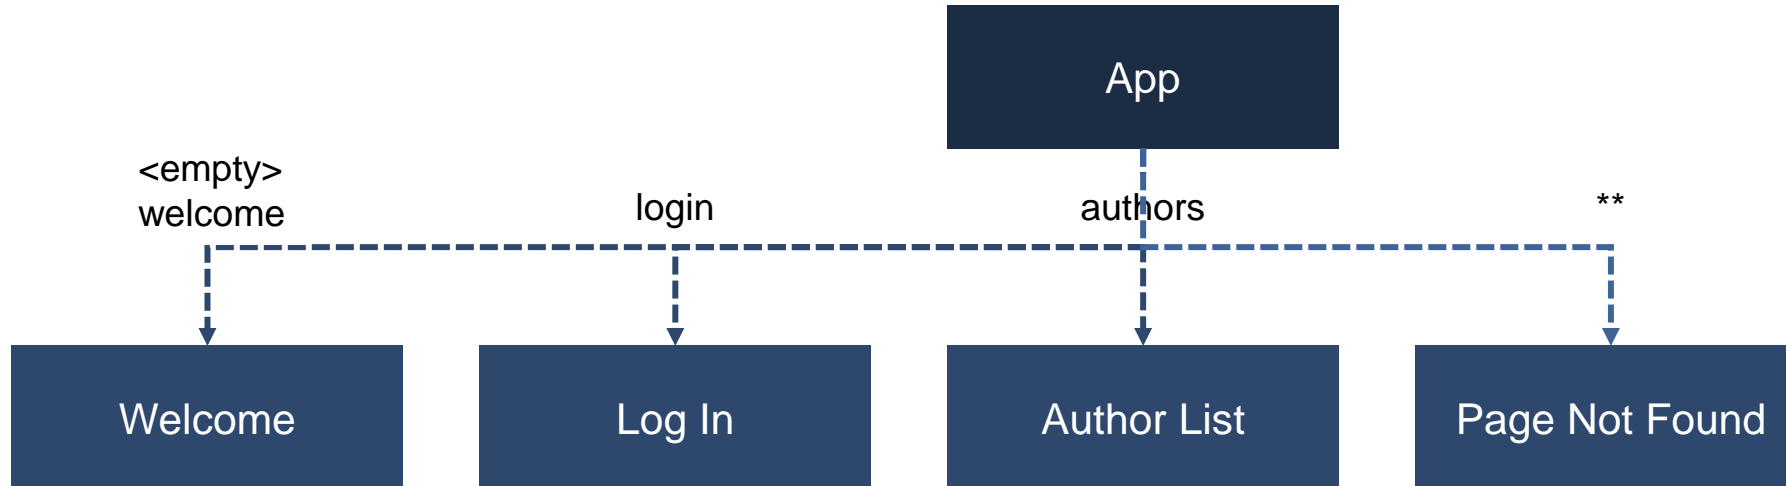 App
<empty>
welcome
login
authors
**
Welcome
Log In
Author List
Page Not Found